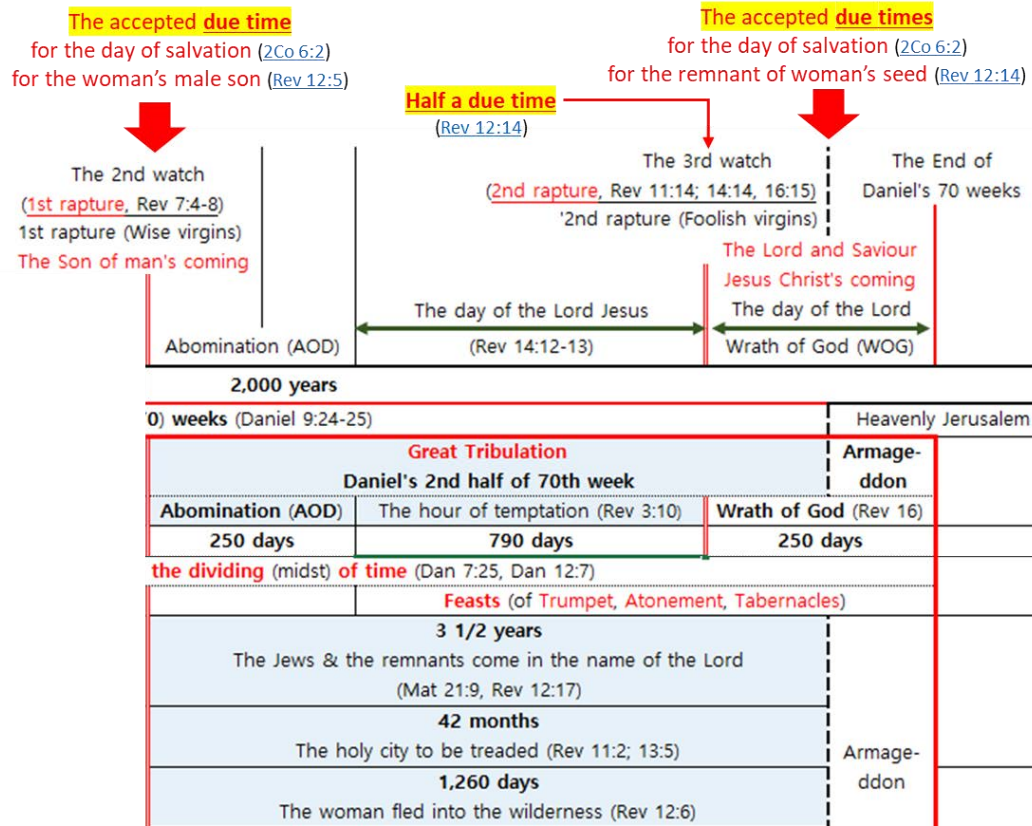 The accepted due time
for the day of salvation (2Co 6:2)
for the woman's male son (Rev 12:5)
The accepted due times
for the day of salvation (2Co 6:2)
for the remnant of woman's seed (Rev 12:14)
Half a due time
(Rev 12:14)
The 2nd watch
(1st rapture, Rev 7:4-8)
1st rapture (Wise virgins)
The Son of man's coming
The 3rd watch
(2nd rapture, Rev 11:14; 14:14, 16:15)
'2nd rapture (Foolish virgins)
The End of
Daniel's 70 weeks
The Lord and Saviour
Jesus Christ's coming
Abomination (AOD)
The day of the Lord Jesus
(Rev 14:12-13)
The day of the Lord
Wrath of God (WOG)
2,000 years
'0) weeks (Daniel 9:24-25)
Heavenly Jerusalem
Great Tribulation
Daniel's 2nd half of 70th week
Armage-
ddon
Abomination (AOD)
The hour of temptation (Rev 3:10)
Wrath of God (Rev 16)
250 days
790 days
250 days
the dividing (midst) of time (Dan 7:25, Dan 12:7)
Feasts (of Trumpet, Atonement, Tabernacles)
3 1/2 years
The Jews & the remnants come in the name of the Lord
(Mat 21:9, Rev 12:17)
42 months
The holy city to be treaded (Rev 11:2; 13:5)
1,260 days
The woman fled into the wilderness (Rev 12:6)
Armage-
ddon